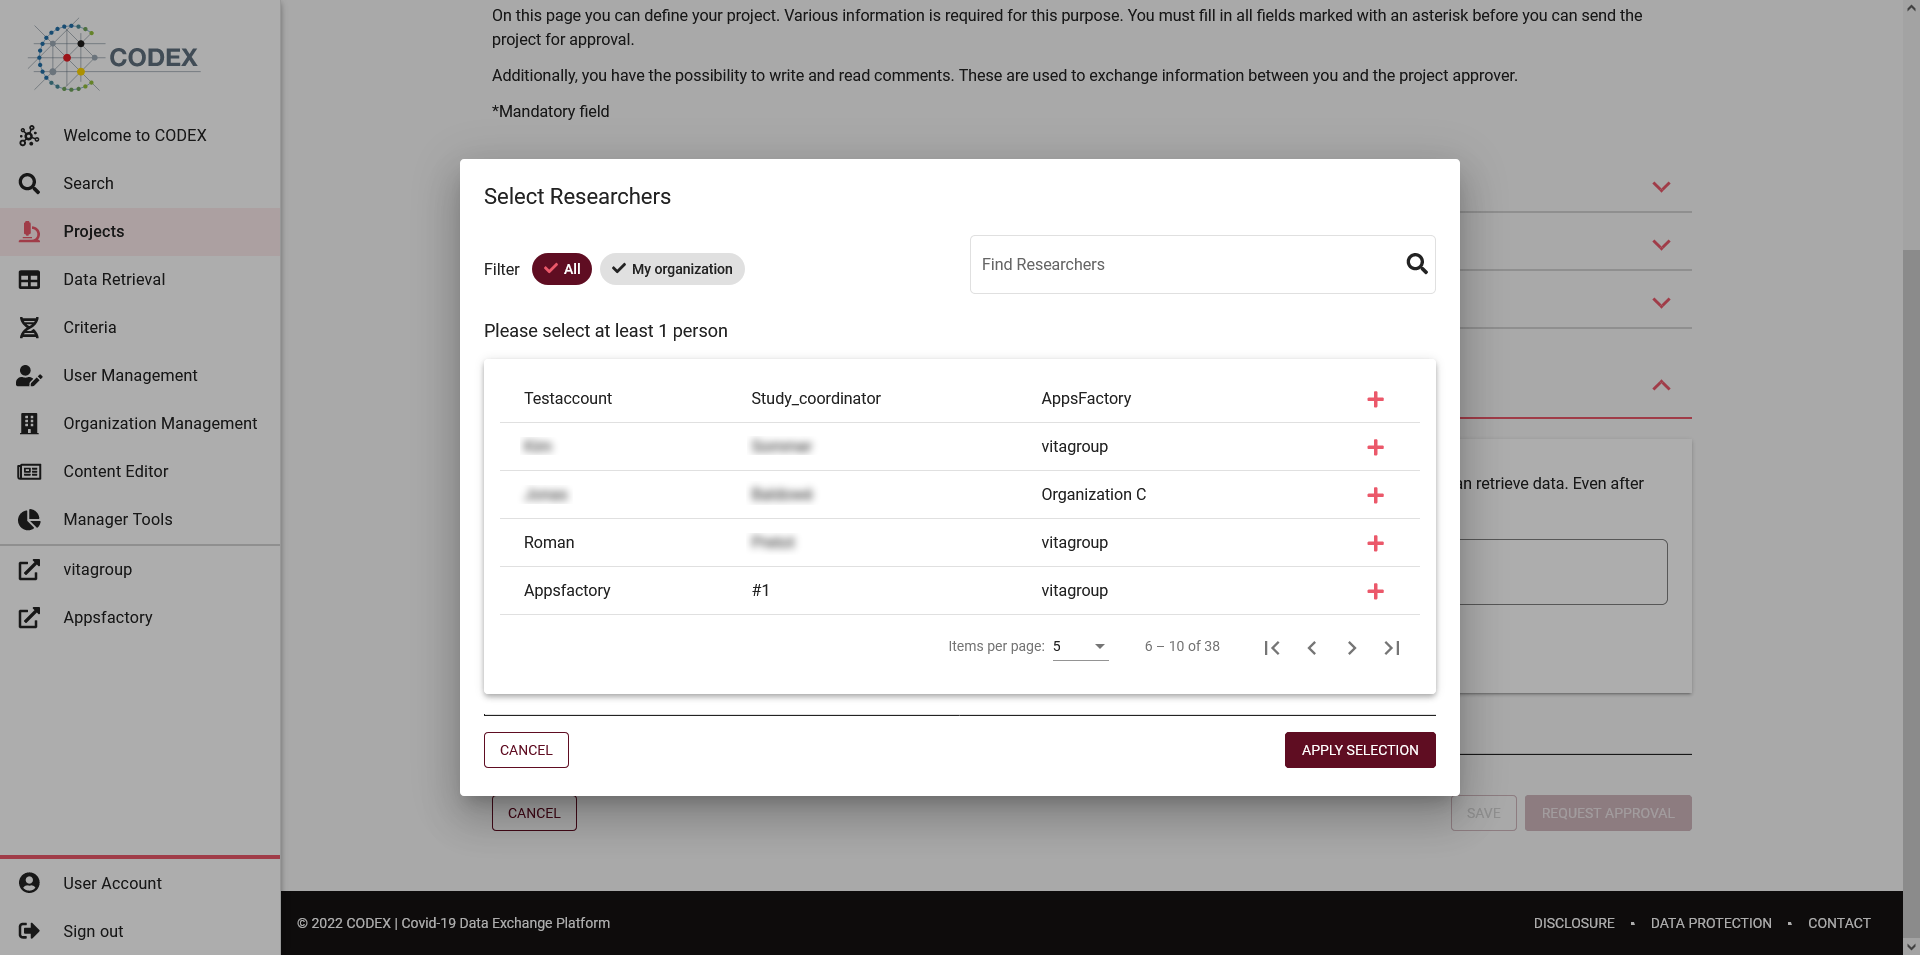 CODEX
Welcome to CODEX
Search
Projects
Data Retrieval
Criteria
User Management
Organization Management
Content Editor
Manager Tools
vitagroup
Appsfactory
User Account
Sign out
On this page you can define your project. Various information is required for this purpose. You must fill in all fields marked with an asterisk before you can send the
project for approval.
Additionally, you have the possibility to write and read comments. These are used to exchange information between you and the project approver.
*Mandatory field
Select Researchers
Filter All My organization
Find Researchers
Please select at least 1 person
Testaccount Study_coordinator AppsFactory
vitagroup
Organization C
Roman vitagroup
Appsfactory #1 vitagroup
Items per page: 5 6 – 10 of 38
CANCEL APPLY SELECTION
an retrieve data. Even after
CANCEL SAVE REQUEST APPROVAL
© 2022 CODEX | Covid-19 Data Exchange Platform
DISCLOSURE • DATA PROTECTION • CONTACT